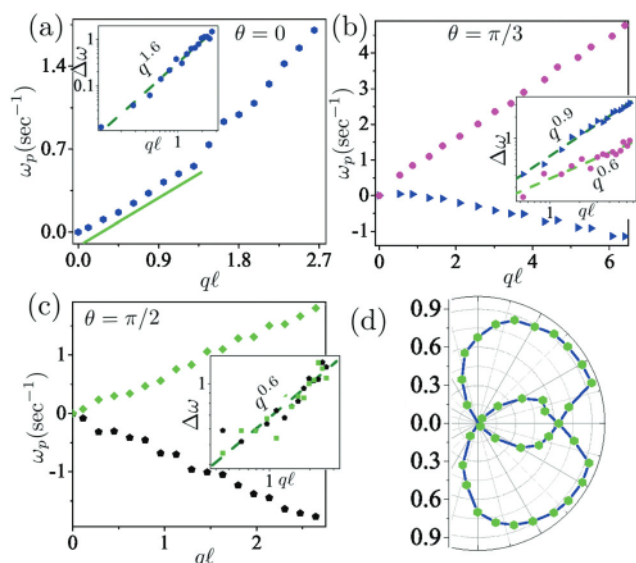 (a)
θ = 0
ω_p(sec⁻¹)
1.4
0.7
0.0
0.0 0.9 1.8 2.7
qℓ
Δω
1
0.1
q^1.6
1
qℓ
(b)
θ = π/3
ω_p(sec⁻¹)
4
3
2
1
0
-1
0 2 4 6
qℓ
Δω
1
q^0.9
q^0.6
1
qℓ
(c)
θ = π/2
ω_p(sec⁻¹)
1
0
-1
0 1 2
qℓ
Δω
1
q^0.6
1 qℓ
(d)
0.9
0.6
0.3
0.0
0.3
0.6
0.9